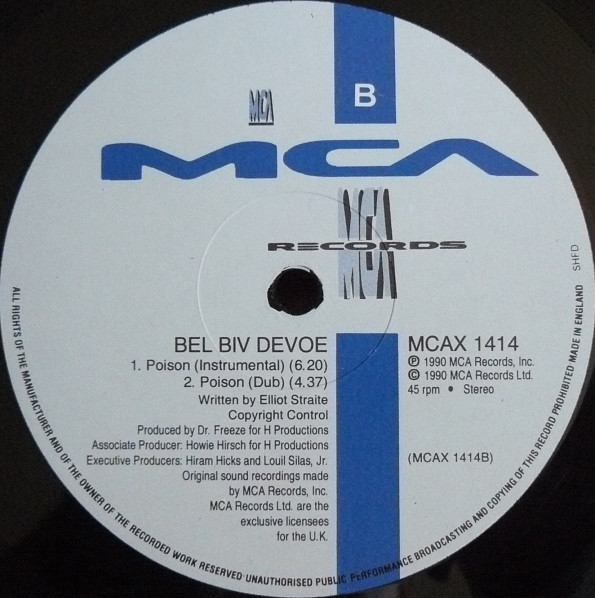 B
MCA
MCA
MCA
RECORDS
SHFD
BEL BIV DEVOE
1. Poison (Instrumental) (6.20)
2. Poison (Dub) (4.37)
Written by Elliot Straite
Copyright Control
Produced by Dr. Freeze for H Productions
Associate Producer: Howie Hirsch for H Productions
Executive Producers: Hiram Hicks and Louil Silas, Jr.
Original sound recordings made
by MCA Records, Inc.
MCA Records Ltd. are the
exclusive licensees
for the U.K.
MCAX 1414
Ⓟ 1990 MCA Records, Inc.
© 1990 MCA Records Ltd.
45 rpm • Stereo
(MCAX 1414B)
ALL RIGHTS OF THE MANUFACTURER AND OF THE OWNER OF THE RECORDED WORK RESERVED UNAUTHORISED PUBLIC PERFORMANCE BROADCASTING AND COPYING OF THIS RECORD PROHIBITED MADE IN ENGLAND